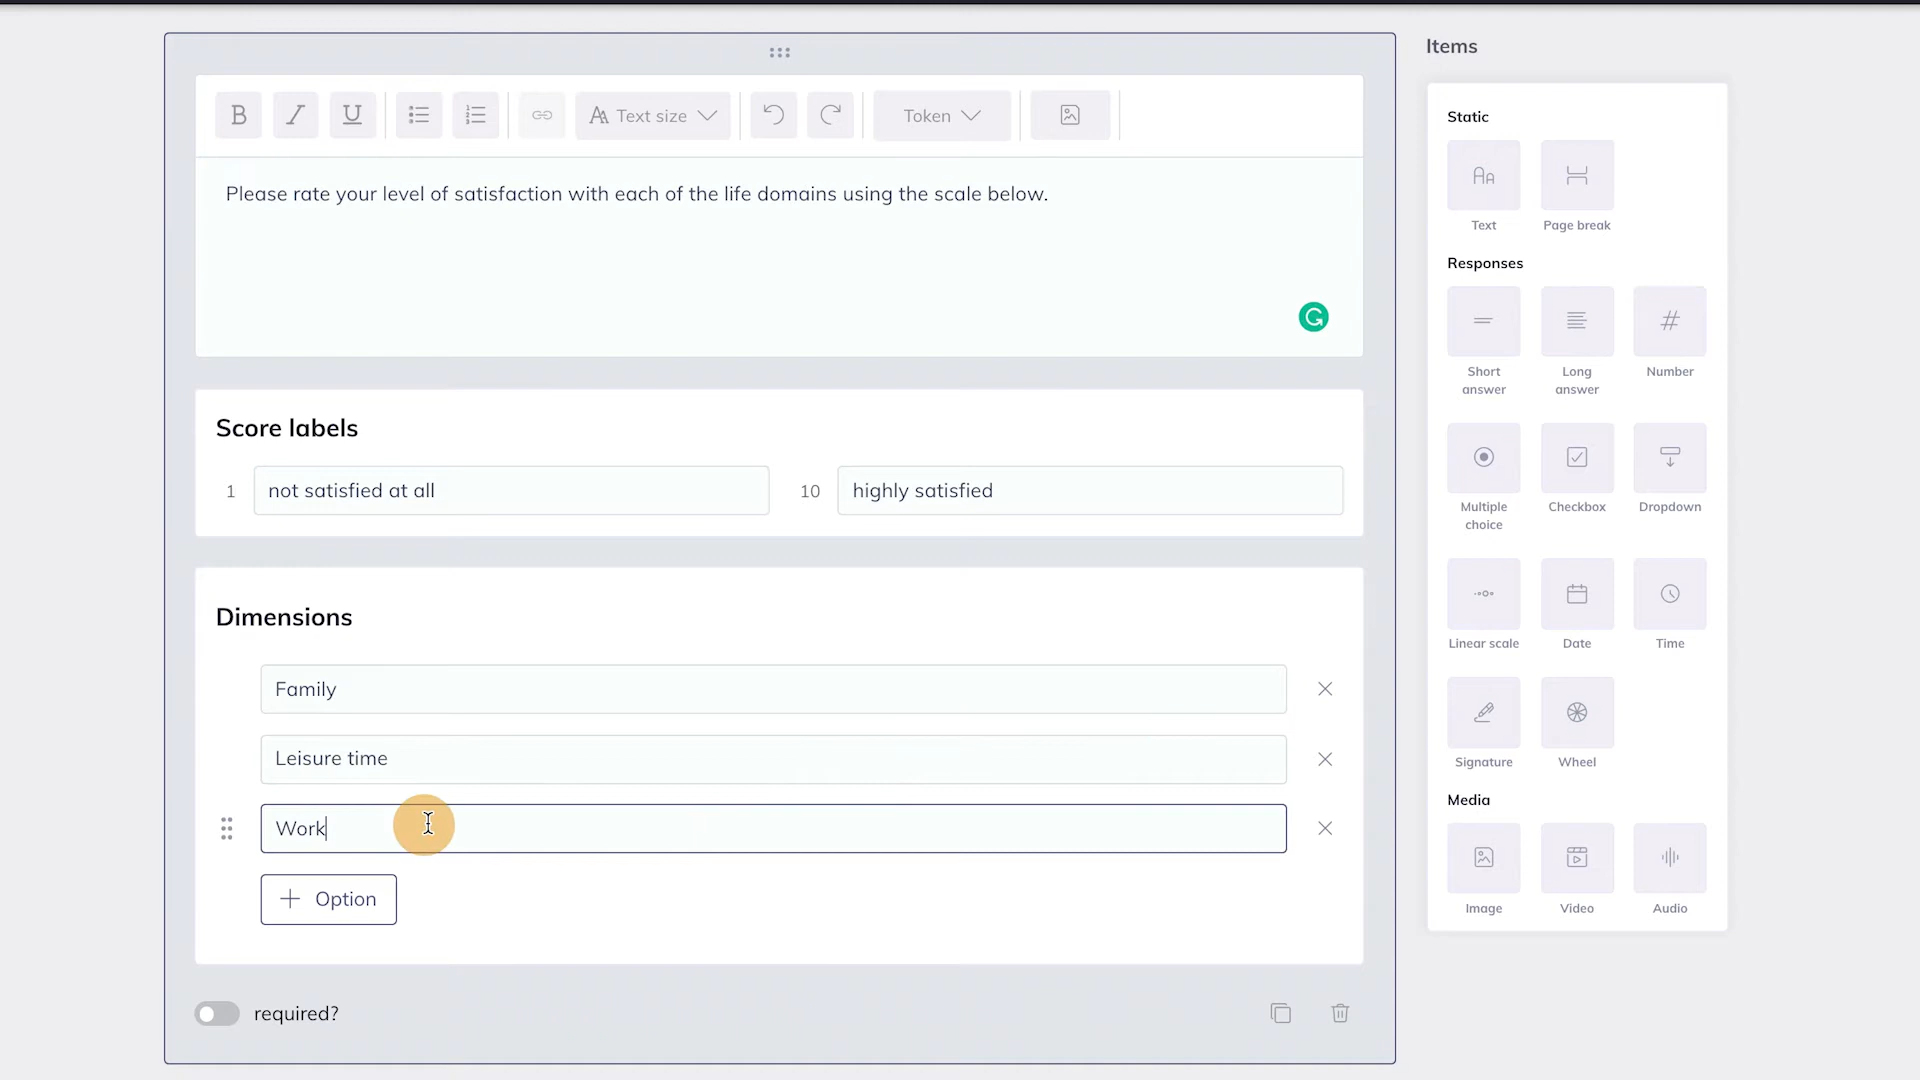 Items
Text size
Token
Please rate your level of satisfaction with each of the life domains using the scale below.
Score labels
1 not satisfied at all 10 highly satisfied
Dimensions
Family
Leisure time
Work
Option
required?
Static
Text Page break
Responses
Short answer
Long answer
Number
Multiple choice
Checkbox
Dropdown
Linear scale
Date
Time
Signature
Wheel
Media
Image
Video
Audio